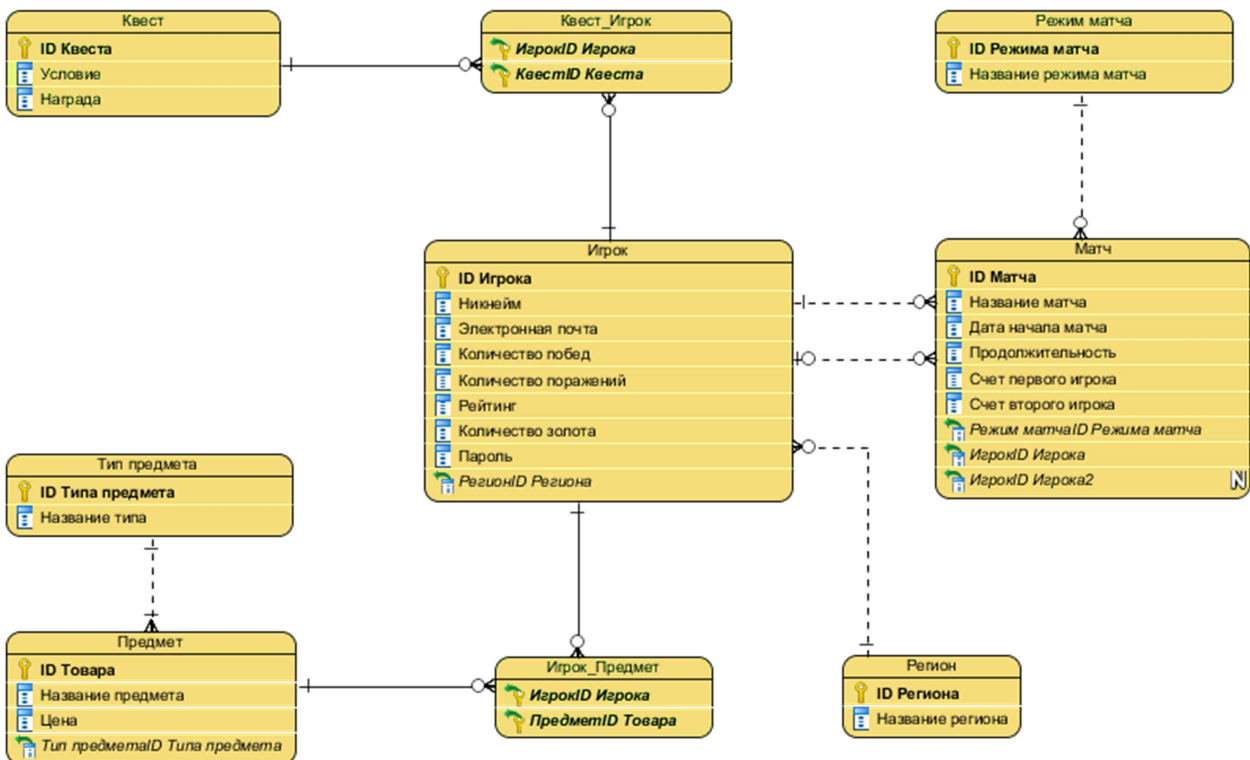 Квест
ID Квеста
Условие
Награда
Квест_Игрок
ИгрокID Игрока
КвестID Квеста
Режим матча
ID Режима матча
Название режима матча
Игрок
ID Игрока
Никнейм
Электронная почта
Количество побед
Количество поражений
Рейтинг
Количество золота
Пароль
РегионID Региона
Матч
ID Матча
Название матча
Дата начала матча
Продолжительность
Счет первого игрока
Счет второго игрока
Режим матчаID Режима матча
ИгрокID Игрока
ИгрокID Игрока2
N
Тип предмета
ID Типа предмета
Название типа
Предмет
ID Товара
Название предмета
Цена
Тип предметаID Типа предмета
Игрок_Предмет
ИгрокID Игрока
ПредметID Товара
Регион
ID Региона
Название региона